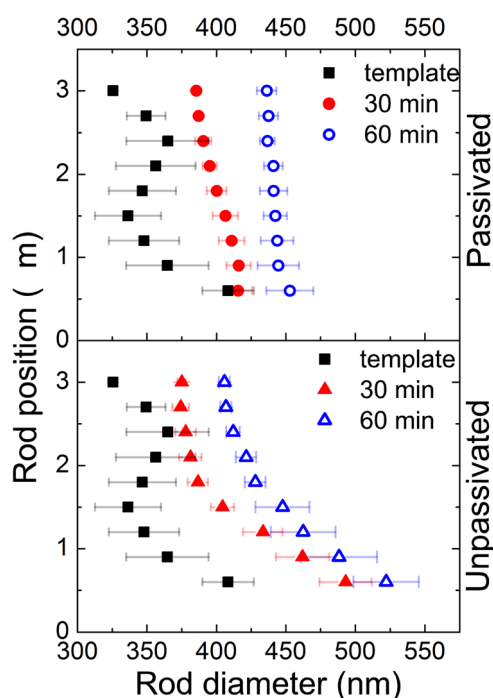 300 350 400 450 500 550
3
2
1
0
template
30 min
60 min
Passivated
3
2
1
0
template
30 min
60 min
Unpassivated
Rod position ( m)
300 350 400 450 500 550
Rod diameter (nm)